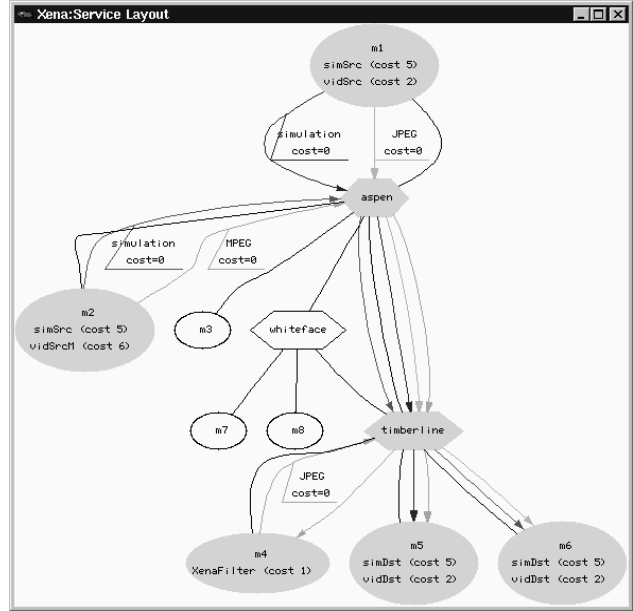 Xena:Service Layout
m1
simSrc (cost 5)
vidSrc (cost 2)
simulation
cost=0
JPEG
cost=0
aspen
simulation
cost=0
MPEG
cost=0
m2
simSrc (cost 5)
vidSrcM (cost 6)
m3
whiteface
m7
m8
timberline
JPEG
cost=0
m4
XenaFilter (cost 1)
m5
simDst (cost 5)
vidDst (cost 2)
m6
simDst (cost 5)
vidDst (cost 2)